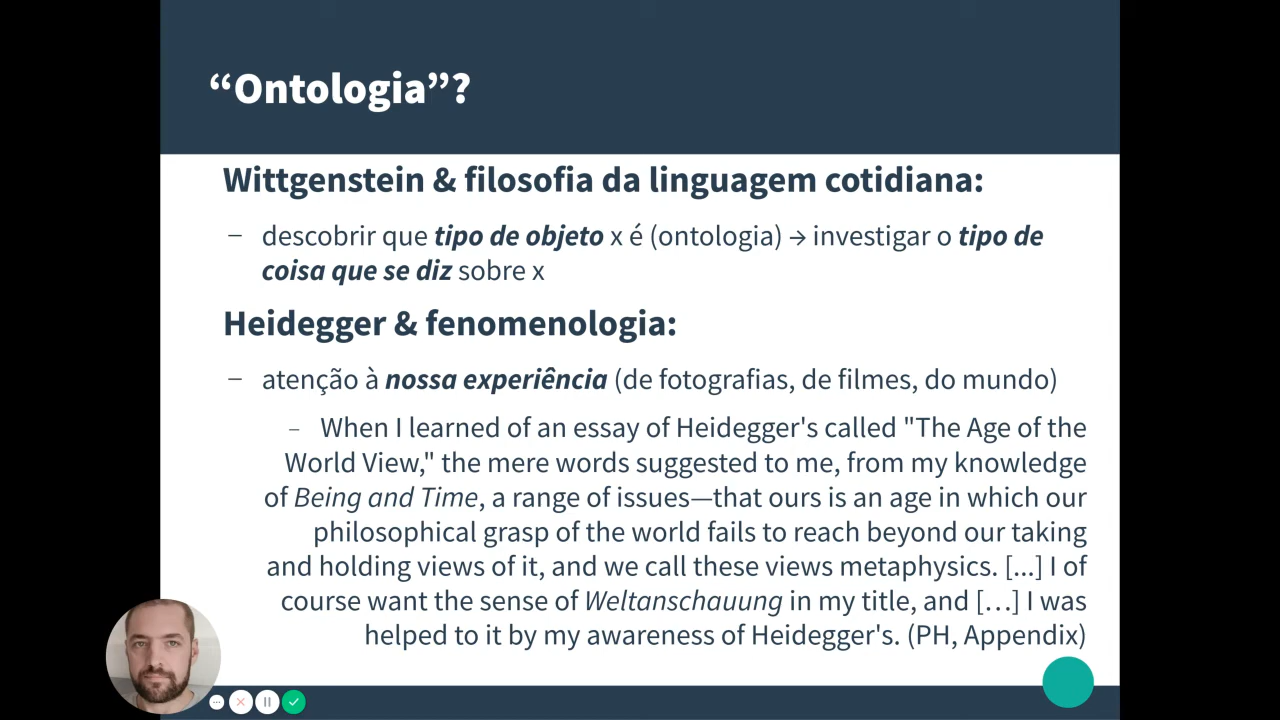 “Ontologia”?
Wittgenstein & filosofia da linguagem cotidiana:
– descobrir que tipo de objeto x é (ontologia) → investigar o tipo de
coisa que se diz sobre x
Heidegger & fenomenologia:
– atenção à nossa experiência (de fotografias, de filmes, do mundo)
– When I learned of an essay of Heidegger's called "The Age of the
World View," the mere words suggested to me, from my knowledge
of Being and Time, a range of issues—that ours is an age in which our
philosophical grasp of the world fails to reach beyond our taking
and holding views of it, and we call these views metaphysics. [...] I of
course want the sense of Weltanschauung in my title, and […] I was
helped to it by my awareness of Heidegger's. (PH, Appendix)